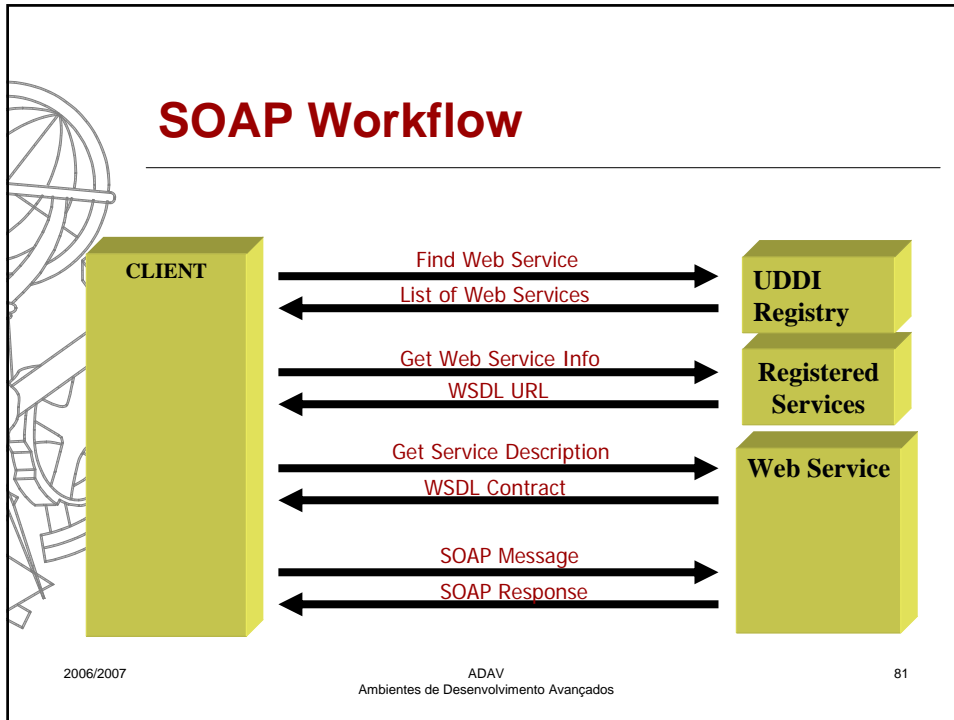 SOAP Workflow
CLIENT
Find Web Service
List of Web Services
UDDI
Registry
Get Web Service Info
WSDL URL
Registered
Services
Get Service Description
WSDL Contract
Web Service
SOAP Message
SOAP Response
2006/2007
ADAV
Ambientes de Desenvolvimento Avançados
81